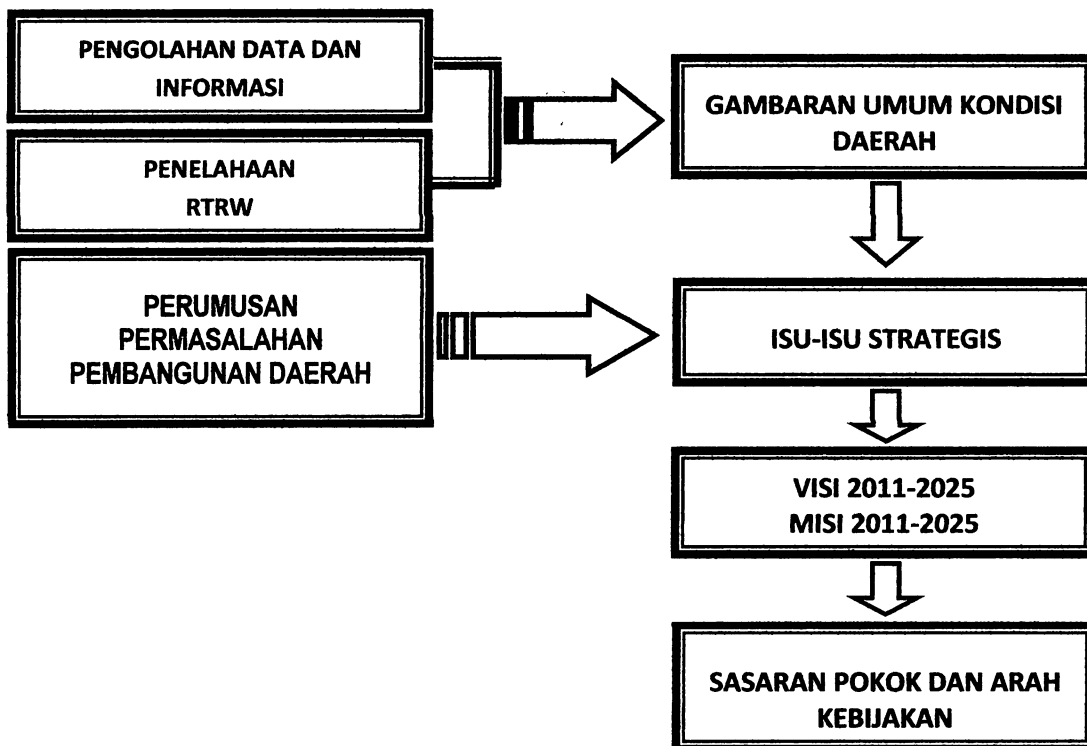 PENGOLAHAN DATA DAN
INFORMASI
PENELAHAAN
RTRW
PERUMUSAN
PERMASALAHAN
PEMBANGUNAN DAERAH
GAMBARAN UMUM KONDISI
DAERAH
ISU-ISU STRATEGIS
VISI 2011-2025
MISI 2011-2025
SASARAN POKOK DAN ARAH
KEBIJAKAN